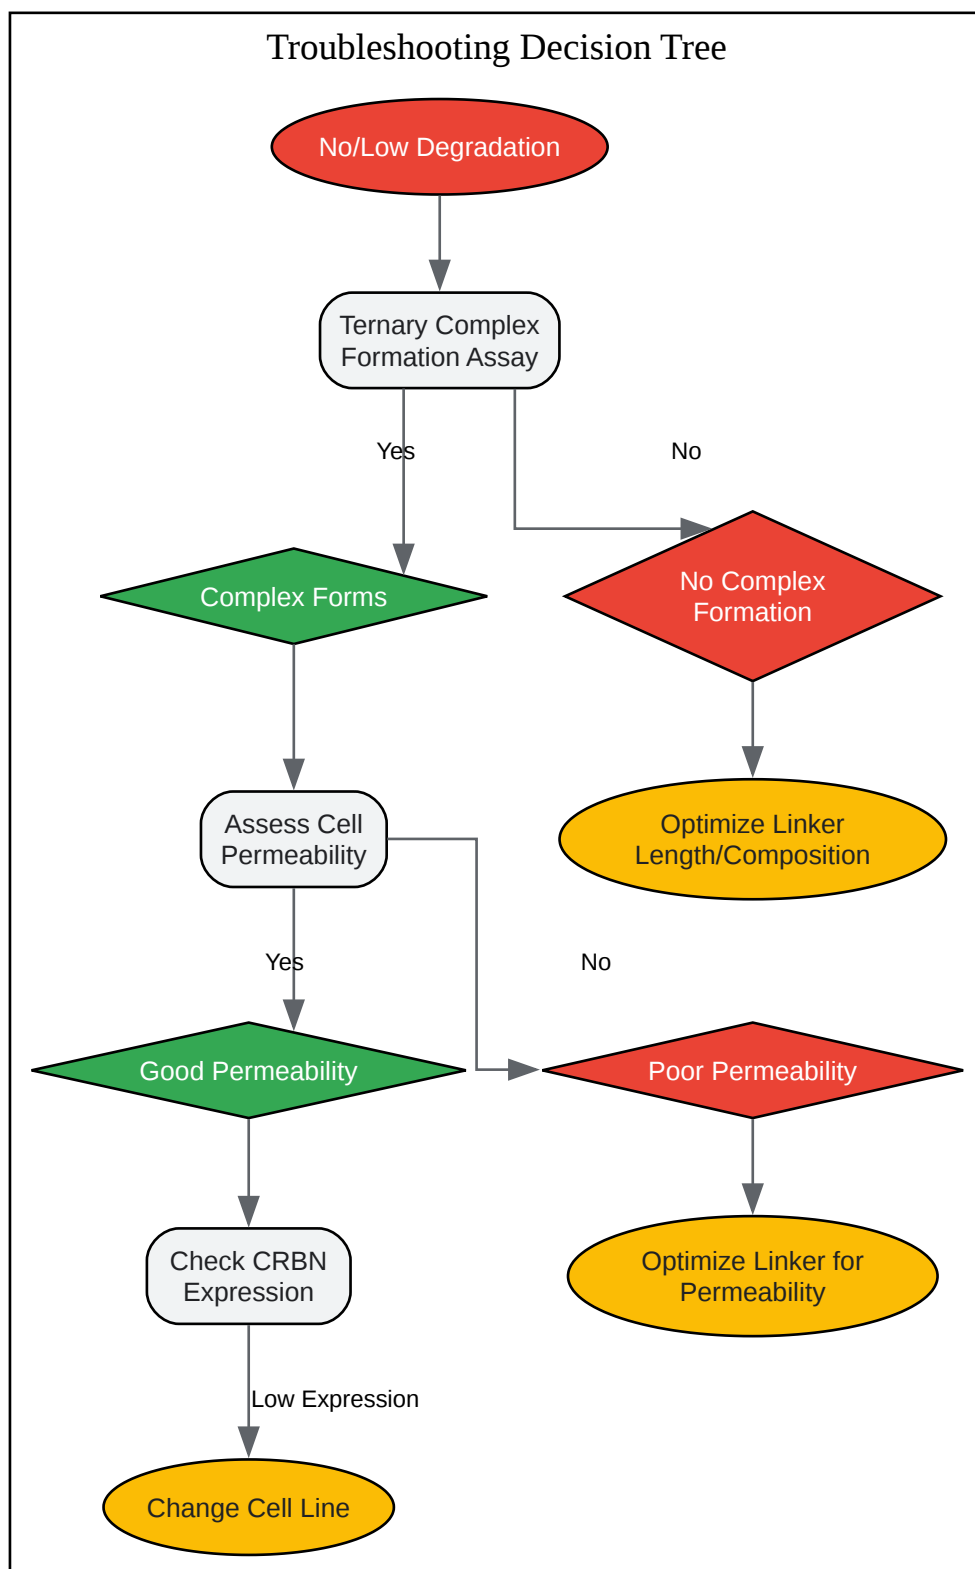 Troubleshooting Decision Tree
No/Low Degradation
Ternary Complex
Formation Assay
Yes
No
Complex Forms
No Complex
Formation
Assess Cell
Permeability
Optimize Linker
Length/Composition
Yes
No
Good Permeability
Poor Permeability
Check CRBN
Expression
Optimize Linker for
Permeability
Low Expression
Change Cell Line